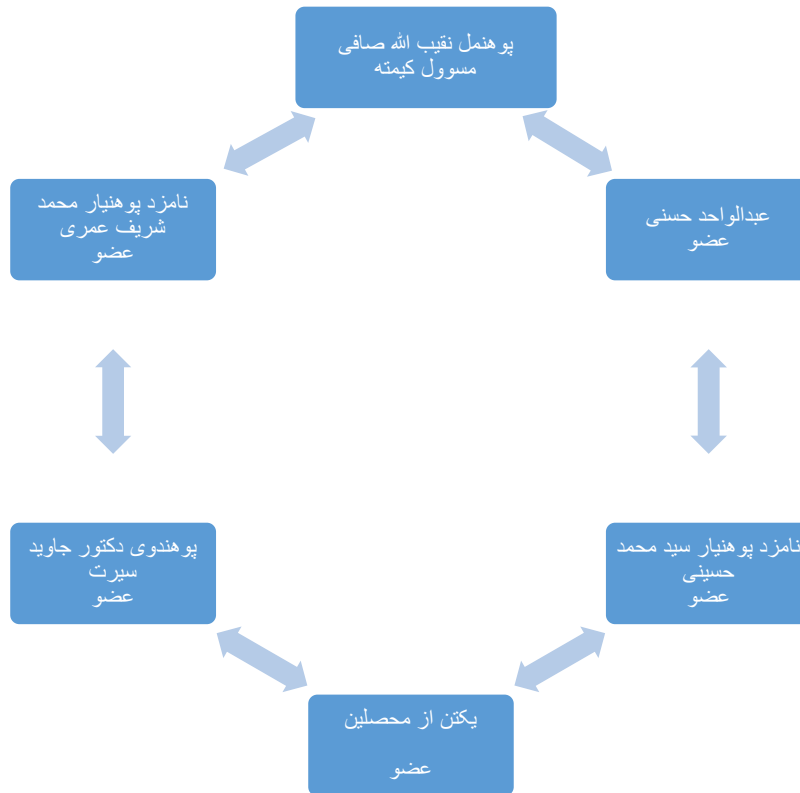 پوهنمل نقیب الله صافی
مسوول کیمته
عبدالواحد حسنی
عضو
نامزد پوهنیار محمد
شریف عمری
عضو
نامزد پوهنیار سید محمد
حسینی
عضو
پوهندوی دکتور جاوید
سیرت
عضو
یکتن از محصلین
عضو